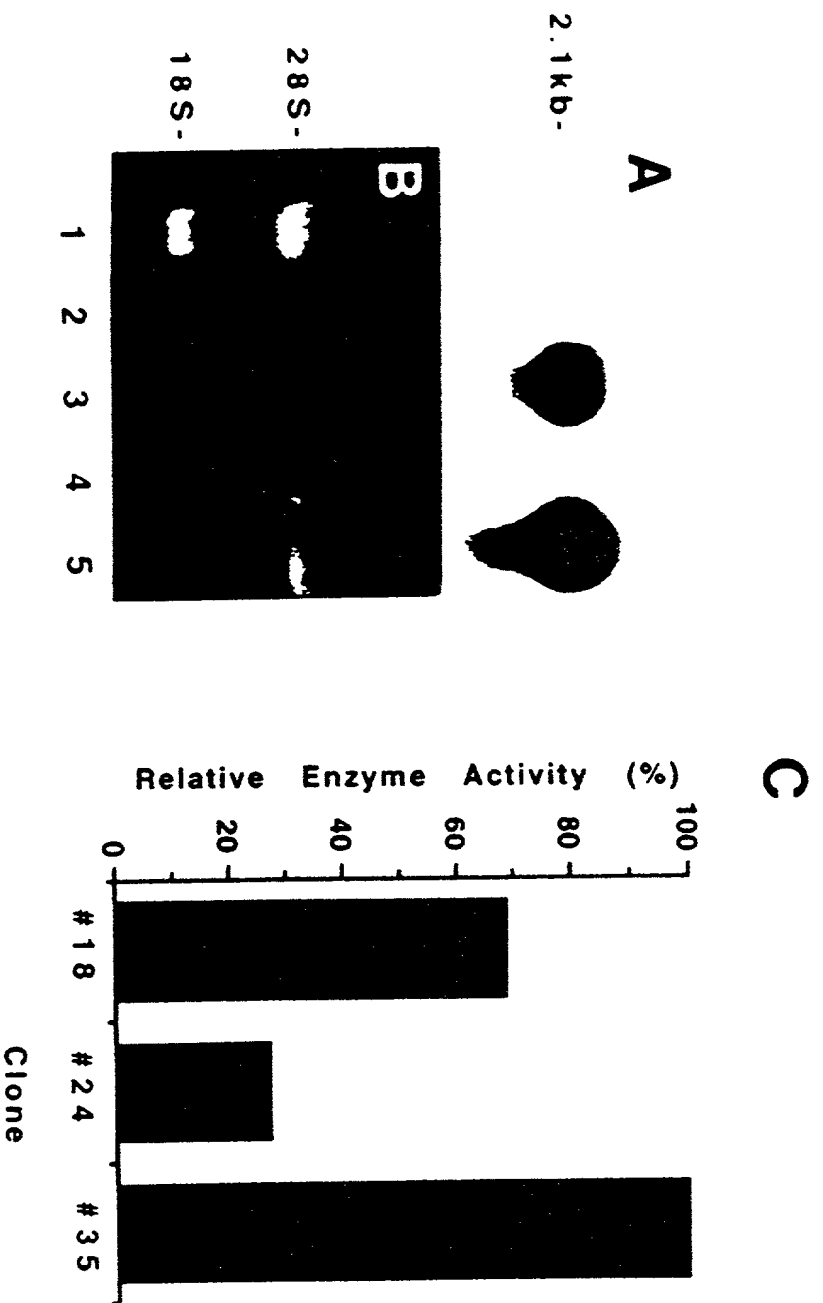 A
2.1kb-
B
28S-
18S-
1 2 3 4 5
C
Relative Enzyme Activity (%)
100
80
60
40
20
0
#18 #24 #35
Clone